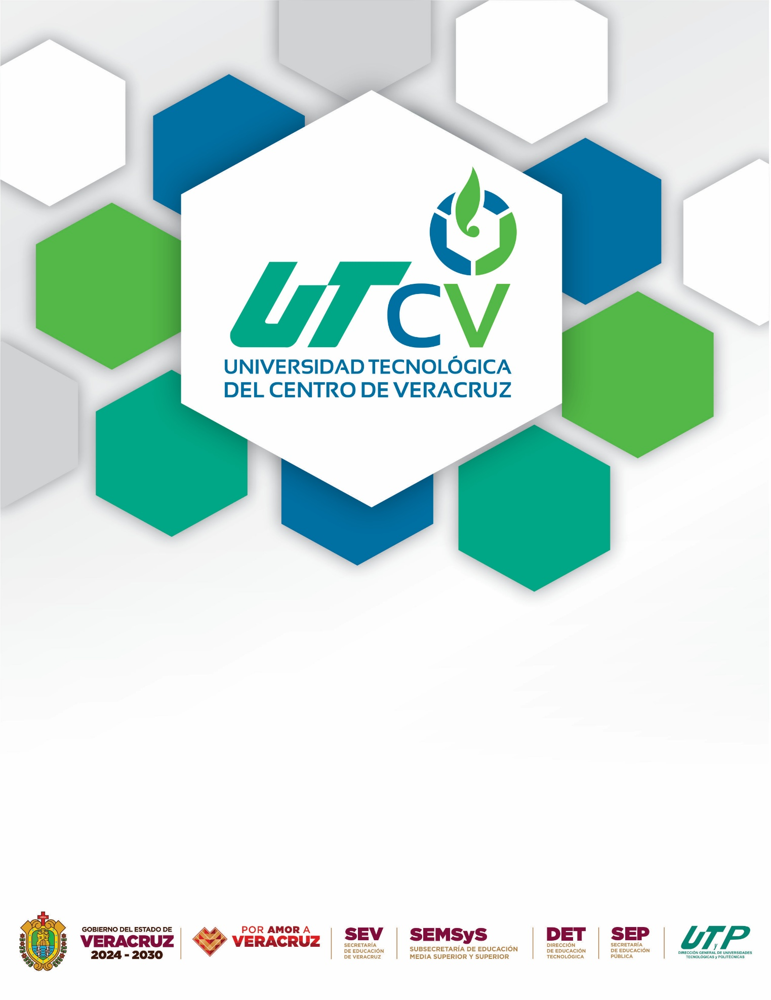 UTCV
UNIVERSIDAD TECNOLÓGICA
DEL CENTRO DE VERACRUZ
VERA
GOBIERNO DEL ESTADO DE
VERACRUZ
2024 - 2030
POR AMOR A
VERACRUZ
SEV
SECRETARÍA
DE EDUCACIÓN
DE VERACRUZ
SEMSyS
SUBSECRETARÍA DE EDUCACIÓN
MEDIA SUPERIOR Y SUPERIOR
DET
DIRECCIÓN
DE EDUCACIÓN
TECNOLÓGICA
SEP
SECRETARÍA
DE EDUCACIÓN
PÚBLICA
UTyP
DIRECCIÓN GENERAL DE UNIVERSIDADES
TECNOLÓGICAS y POLITÉCNICAS